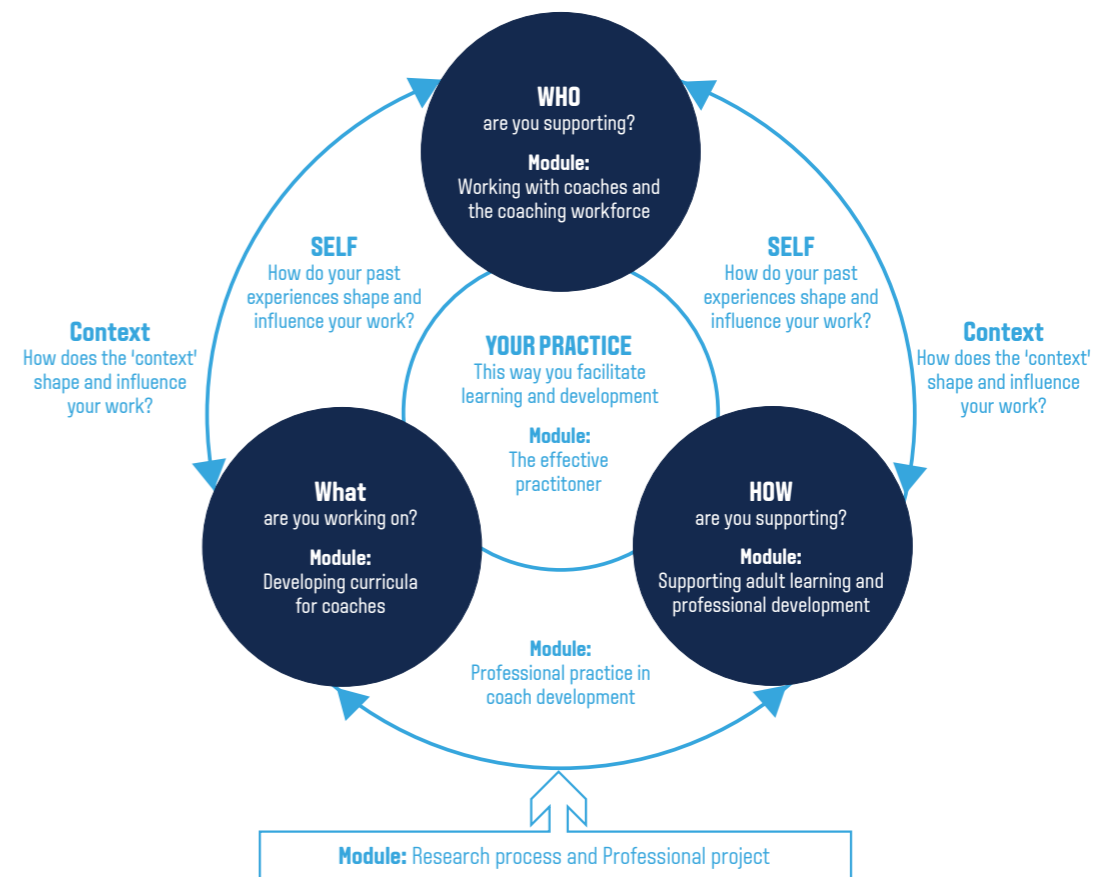 WHO
are you supporting?
Module:
Working with coaches and
the coaching workforce
SELF
How do your past
experiences shape and
influence your work?
SELF
How do your past
experiences shape and
influence your work?
Context
How does the 'context'
shape and influence
your work?
YOUR PRACTICE
This way you facilitate
learning and development
Module:
The effective
practitoner
Context
How does the 'context'
shape and influence
your work?
What
are you working on?
Module:
Developing curricula
for coaches
HOW
are you supporting?
Module:
Supporting adult learning and
professional development
Module:
Professional practice in
coach development
Module: Research process and Professional project